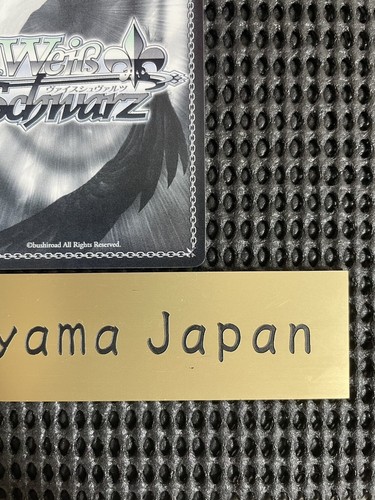 Weiß
ヴァイスシュヴァルツ
Schwarz
©bushiroad All Rights Reserved.
yama Japan